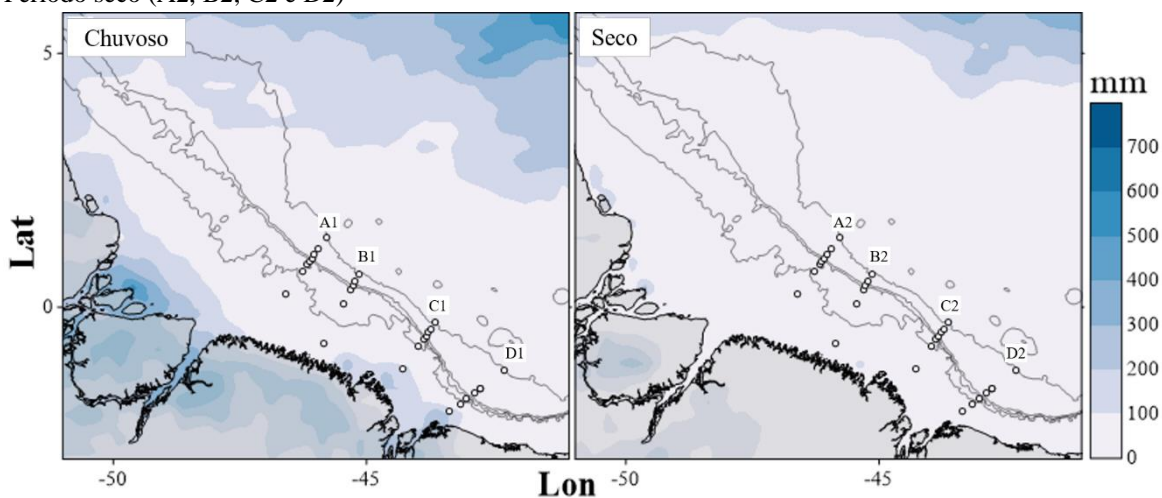 Período seco (A2, B2, C2 e D2)
Chuvoso
Seco
mm
5
700
600
A1
A2
500
Lat
B1
B2
400
C1
C2
0
300
D1
D2
200
100
0
-50
-45
-50
-45
Lon